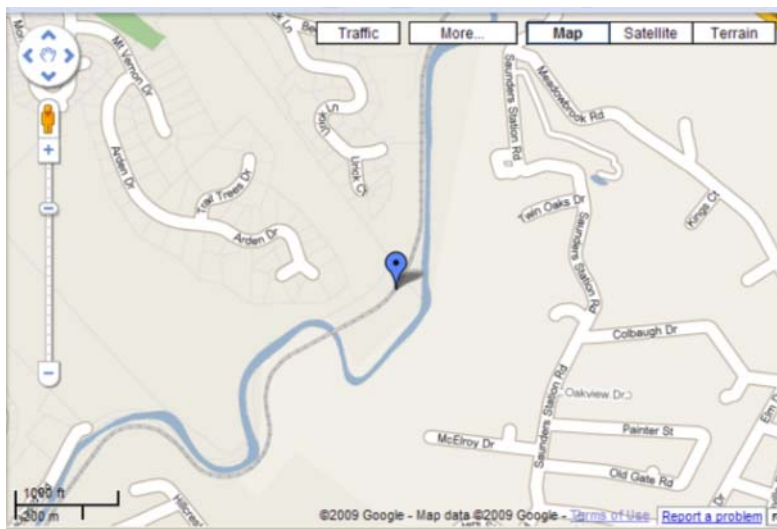 Traffic
More...
Map
Satellite
Terrain
Mt Vernon Dr
Meadowbrook Rd
Saunders Station Rd
Urick Ct
Arden Dr
Trail Trees Dr
Twin Oaks Dr
Kings Ct
Saunders Station Rd
Arden Dr
Colbaugh Dr
Saunders Station Rd
Oakview Dr
Painter St
McElroy Dr
Old Gate Rd
1000 ft
200 m
©2009 Google - Map data ©2009 Google - Terms of Use
Report a problem